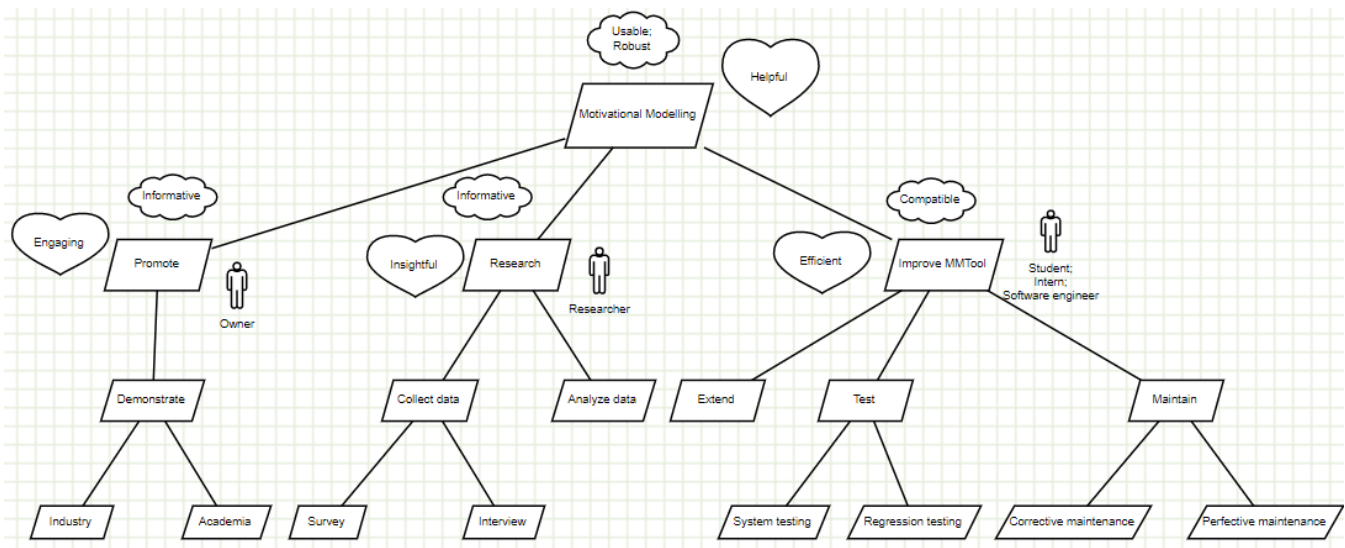 Usable;
Robust
Helpful
Motivational Modelling
Informative
Informative
Compatible
Engaging
Promote
Insightful
Research
Efficient
Improve MMTool
Owner
Researcher
Student;
Intern;
Software engineer
Demonstrate
Collect data
Analyze data
Extend
Test
Maintain
Industry
Academia
Survey
Interview
System testing
Regression testing
Corrective maintenance
Perfective maintenance